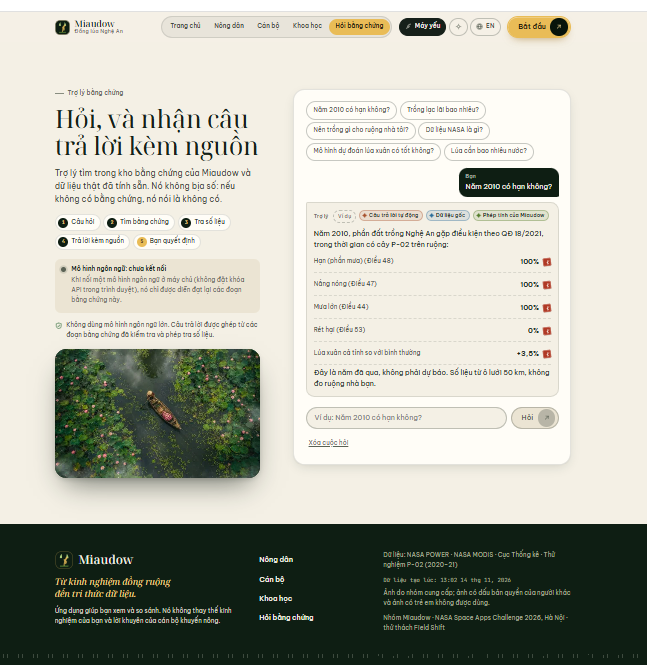 Miaudow
Đồng lúa Nghệ An
Trang chủ
Nông dân
Cán bộ
Khoa học
Hỏi bằng chứng
Máy yếu
EN
Bắt đầu
Trợ lý bằng chứng
Hỏi, và nhận câu
trả lời kèm nguồn
Trợ lý tìm trong kho bằng chứng của Miaudow và
dữ liệu thật đã tính sẵn. Nó không bịa số: nếu
không có bằng chứng, nó nói là không có.
1 Câu hỏi
2 Tìm bằng chứng
3 Tra số liệu
4 Trả lời kèm nguồn
5 Bạn quyết định
Mô hình ngôn ngữ: chưa kết nối
Khi nối một mô hình ngôn ngữ ở máy chủ (không đặt khóa
API trong trình duyệt), nó chỉ được diễn đạt lại các đoạn
bằng chứng này.
Không dùng mô hình ngôn ngữ lớn. Câu trả lời được ghép từ các
đoạn bằng chứng đã kiểm tra và phép tra số liệu.
Năm 2010 có hạn không?
Trồng lạc lãi bao nhiêu?
Nên trồng gì cho ruộng nhà tôi?
Dữ liệu NASA là gì?
Mô hình dự đoán lúa xuân có tốt không?
Lúa cần bao nhiêu nước?
Bạn
Năm 2010 có hạn không?
Trợ lý
Ví dụ
Câu trả lời tự động
Dữ liệu gốc
Phép tính của Miaudow
Năm 2010, phần đất trồng Nghệ An gặp điều kiện theo QĐ 18/2021,
trong thời gian có cây P-02 trên ruộng:
Hạn (phần mưa) (Điều 48)
100%
Nắng nóng (Điều 47)
100%
Mưa lớn (Điều 44)
100%
Rét hại (Điều 53)
0%
Lúa xuân cả tỉnh so với bình thường
+3,5%
Đây là năm đã qua, không phải dự báo. Số liệu từ ô lưới 50 km, không
đo ruộng nhà bạn.
Ví dụ: Năm 2010 có hạn không?
Hỏi
Xóa cuộc hỏi
Miaudow
Từ kinh nghiệm đồng ruộng
đến tri thức dữ liệu.
Ứng dụng giúp bạn xem và so sánh. Nó không thay thế kinh
nghiệm của bạn và lời khuyên của cán bộ khuyến nông.
Nông dân
Cán bộ
Khoa học
Hỏi bằng chứng
Dữ liệu: NASA POWER · NASA MODIS · Cục Thống kê · Thử
nghiệm P-02 (2020–21)
Dữ liệu tạo lúc: 13:02 14 thg 11, 2026
Ảnh do nhóm cung cấp; ảnh có dấu bản quyền của người khác
và ảnh có trẻ em không được dùng.
Nhóm Miaudow · NASA Space Apps Challenge 2026, Hà Nội ·
thử thách Field Shift